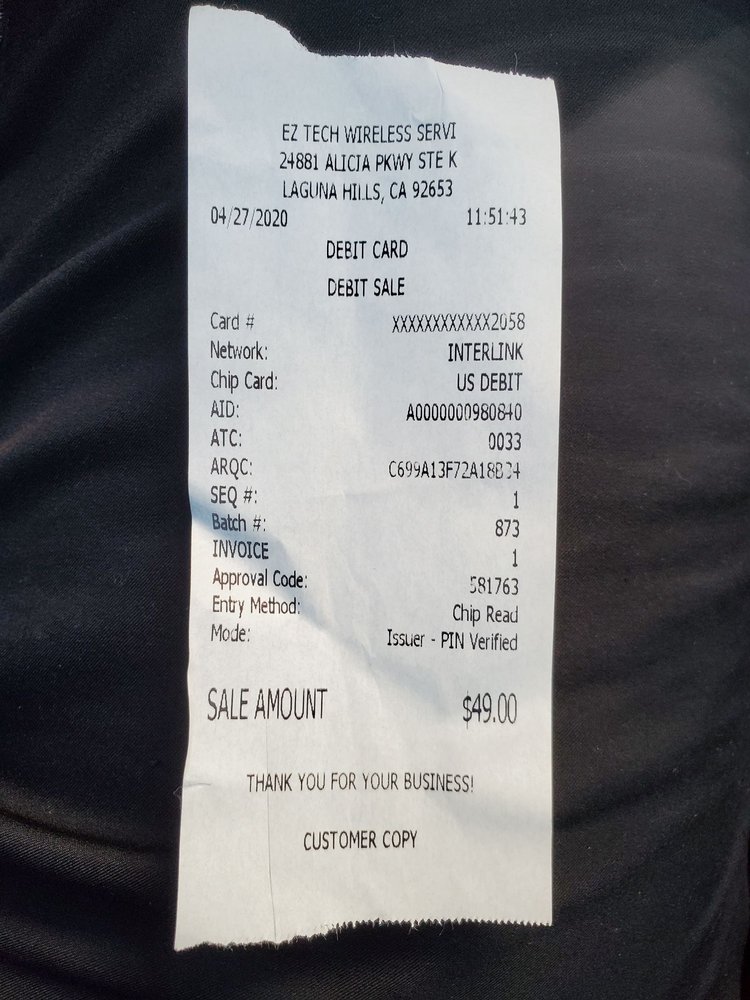 EZ TECH WIRELESS SERVI
24881 ALICIA PKWY STE K
LAGUNA HILLS, CA 92653
04/27/2020 11:51:43
DEBIT CARD
DEBIT SALE
Card # XXXXXXXXXXXX2058
Network: INTERLINK
Chip Card: US DEBIT
AID: A0000000980840
ATC: 0033
ARQC:
SEQ #: 1
Batch #: 873
INVOICE 1
Approval Code: 581763
Entry Method: Chip Read
Mode: Issuer - PIN Verified
SALE AMOUNT $49.00
THANK YOU FOR YOUR BUSINESS!
CUSTOMER COPY